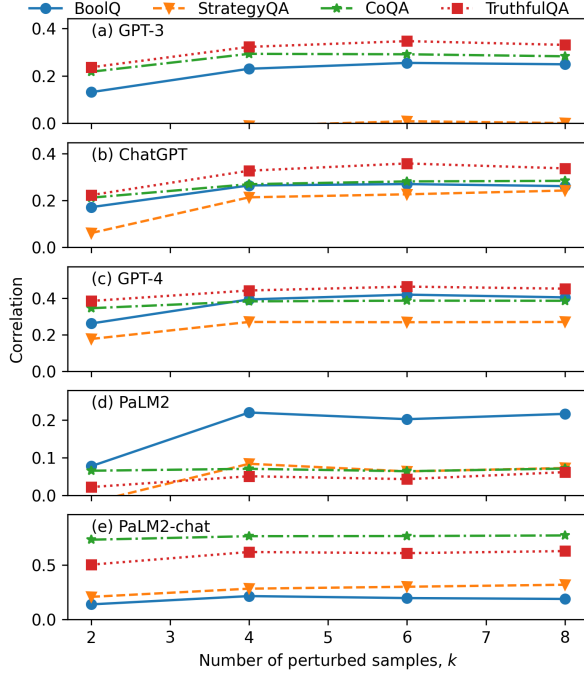 BoolQ StrategyQA CoQA TruthfulQA
(a) GPT-3
0.4
0.2
0.0
(b) ChatGPT
0.4
0.2
0.0
(c) GPT-4
0.4
0.2
0.0
Correlation
(d) PaLM2
0.2
0.1
0.0
(e) PaLM2-chat
0.5
0.0
2 3 4 5 6 7 8
Number of perturbed samples, k